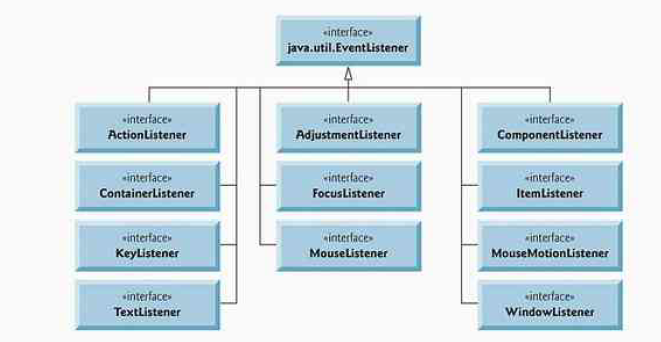 «interface»
java.util.EventListener
«interface»
ActionListener
«interface»
AdjustmentListener
«interface»
ComponentListener
«interface»
ContainerListener
«interface»
FocusListener
«interface»
ItemListener
«interface»
KeyListener
«interface»
MouseListener
«interface»
MouseMotionListener
«interface»
TextListener
«interface»
WindowListener